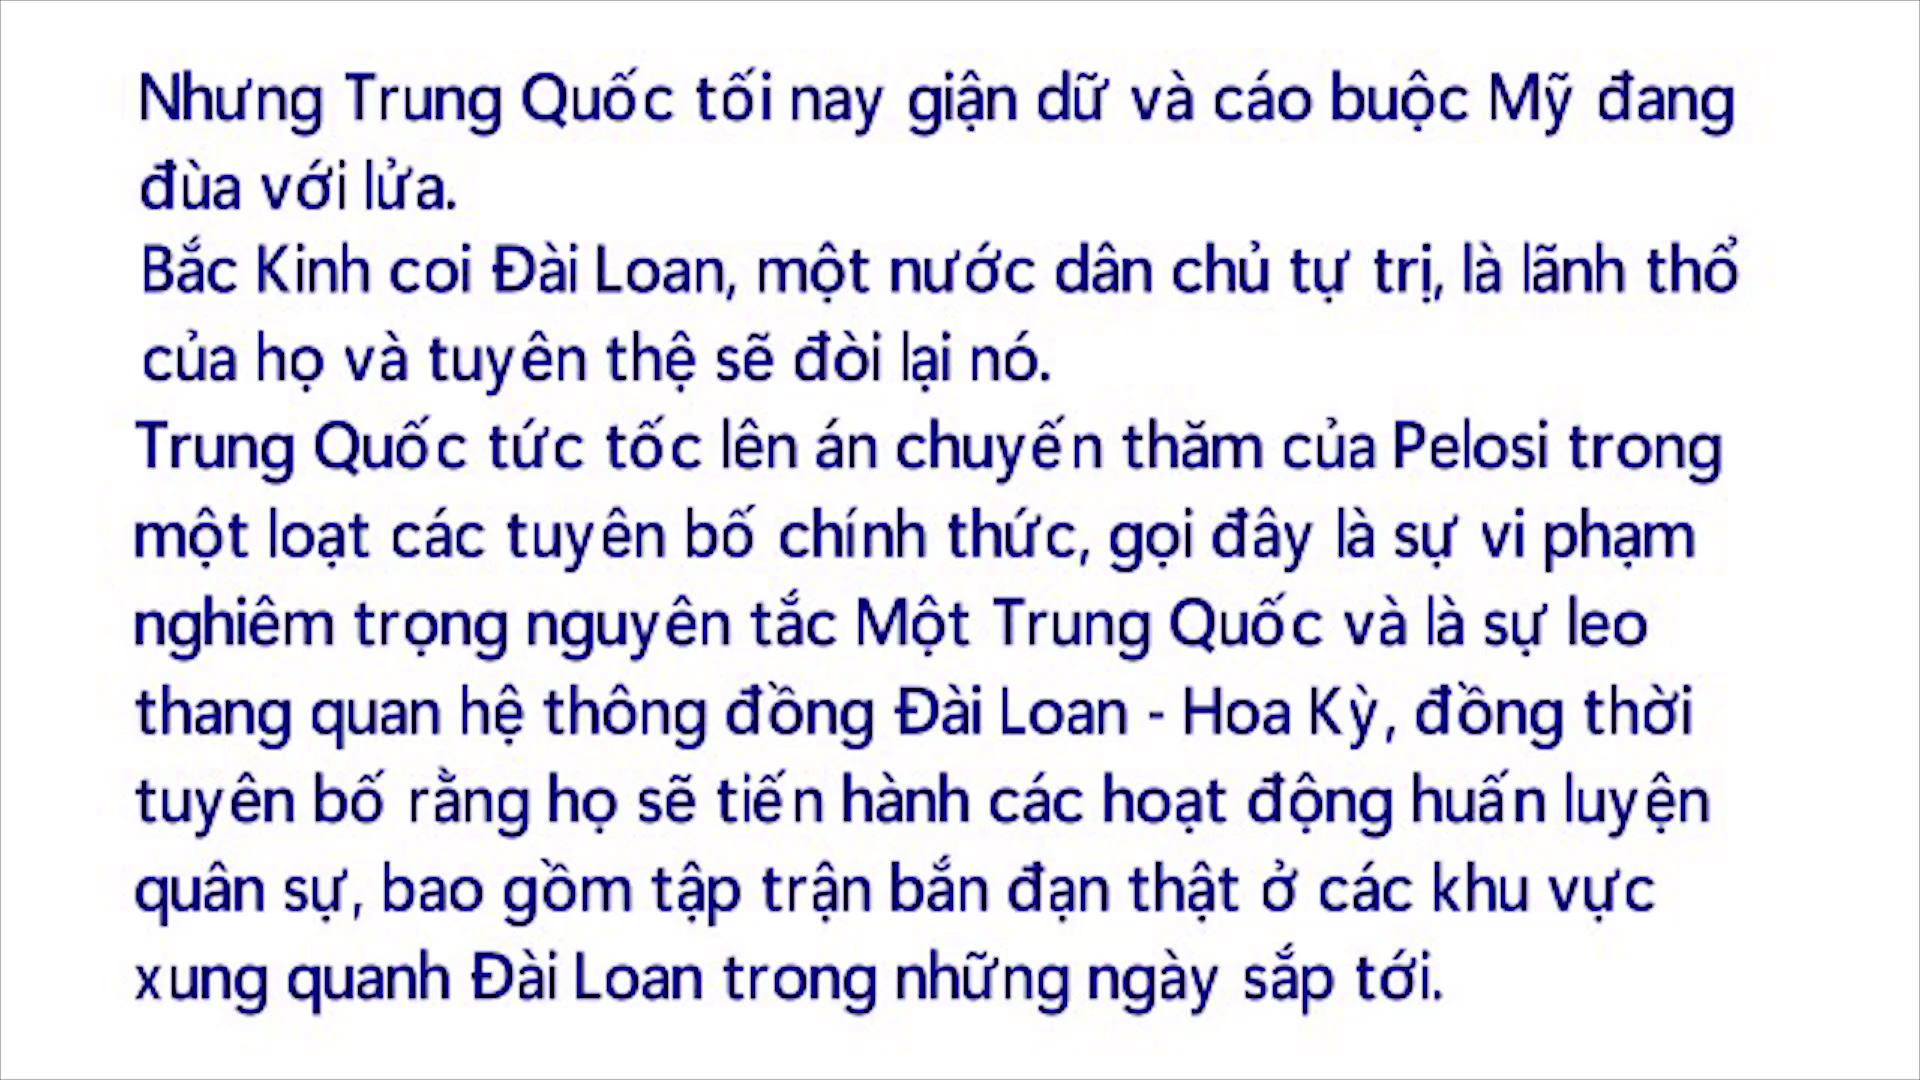 Nhưng Trung Quốc tối nay giận dữ và cáo buộc Mỹ đang
đùa với lửa.
Bắc Kinh coi Đài Loan, một nước dân chủ tự trị, là lãnh thổ
của họ và tuyên thệ sẽ đòi lại nó.
Trung Quốc tức tốc lên án chuyến thăm của Pelosi trong
một loạt các tuyên bố chính thức, gọi đây là sự vi phạm
nghiêm trọng nguyên tắc Một Trung Quốc và là sự leo
thang quan hệ thông đồng Đài Loan - Hoa Kỳ, đồng thời
tuyên bố rằng họ sẽ tiến hành các hoạt động huấn luyện
quân sự, bao gồm tập trận bắn đạn thật ở các khu vực
xung quanh Đài Loan trong những ngày sắp tới.